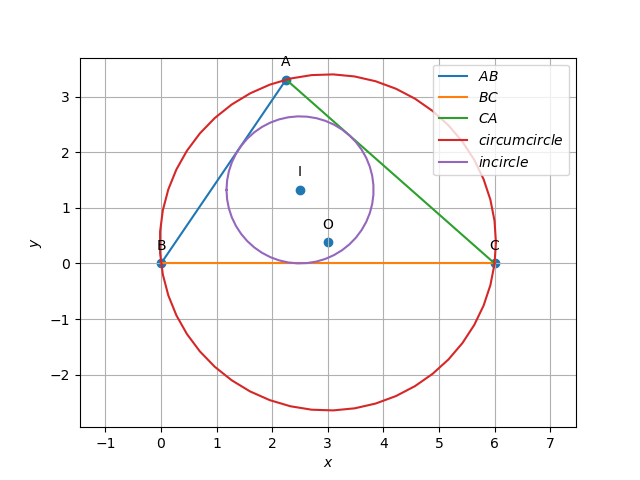 A
AB
BC
CA
circumcircle
incircle
I
O
B
C
y
3
2
1
0
−1
−2
−1 0 1 2 3 4 5 6 7
x